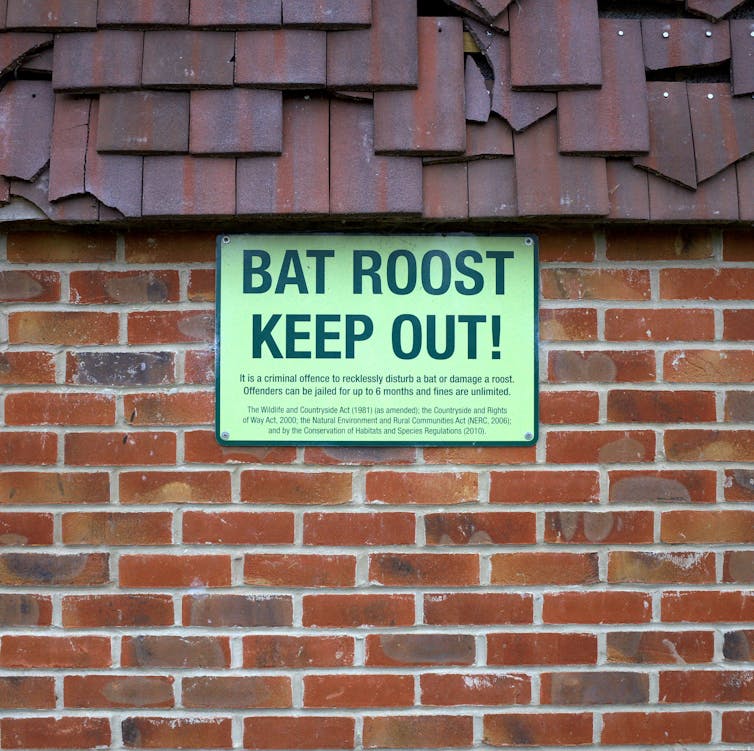 BAT ROOST
KEEP OUT!
It is a criminal offence to recklessly disturb a bat or damage a roost.
Offenders can be jailed for up to 6 months and fines are unlimited.
The Wildlife and Countryside Act (1981) (as amended); the Countryside and Rights
of Way Act, 2000; the Natural Environment and Rural Communities Act (NERC, 2006);
and by the Conservation of Habitats and Species Regulations (2010).